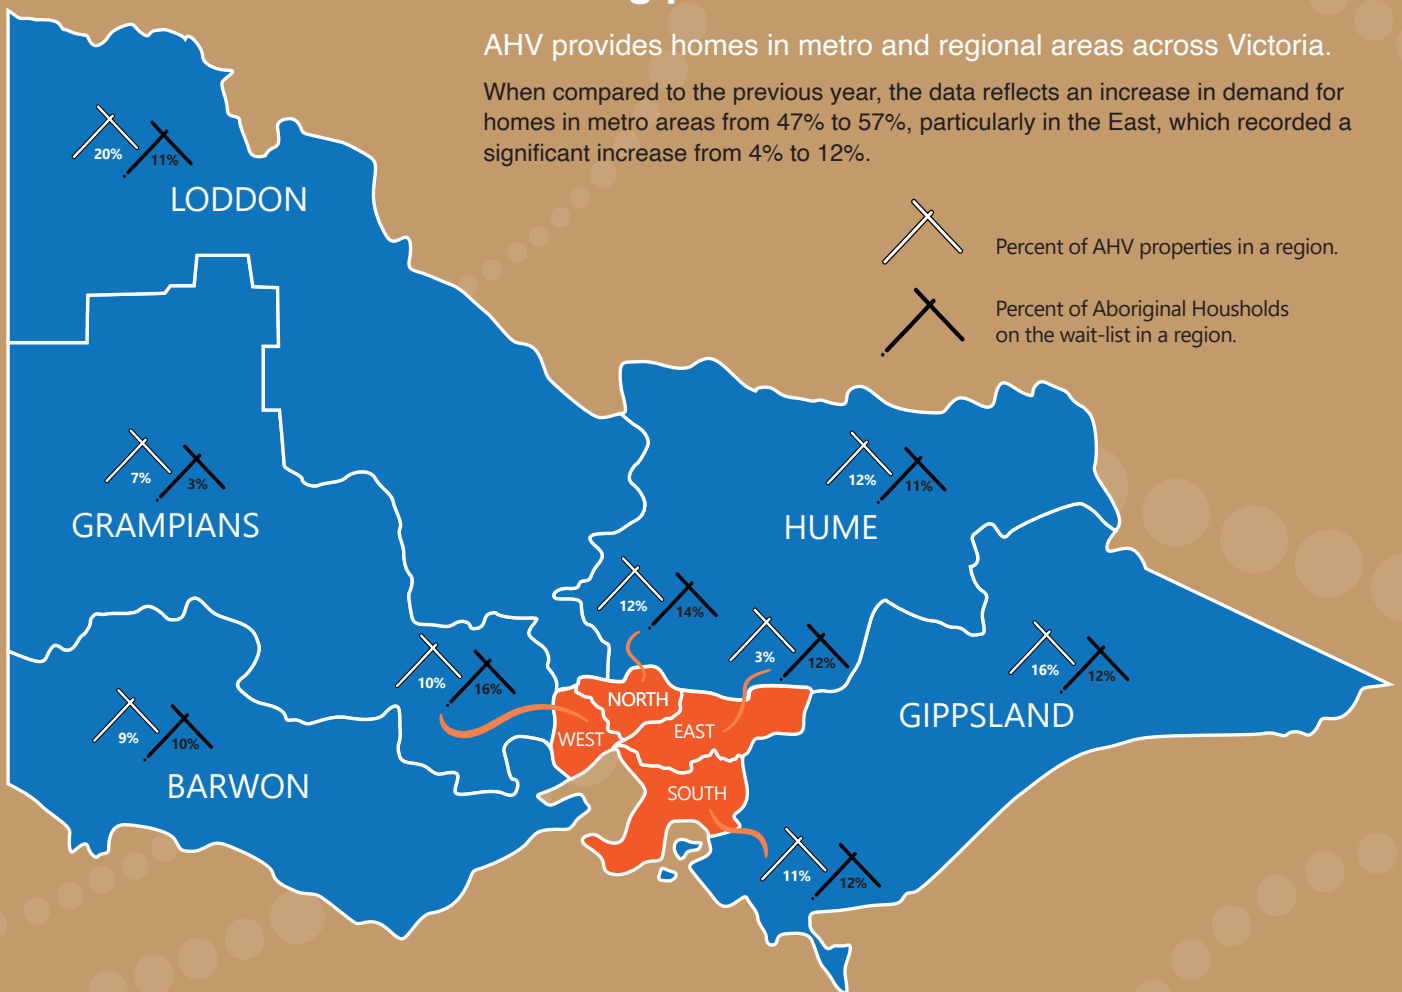 AHV provides homes in metro and regional areas across Victoria.
When compared to the previous year, the data reflects an increase in demand for
homes in metro areas from 47% to 57%, particularly in the East, which recorded a
significant increase from 4% to 12%.
Percent of AHV properties in a region.
Percent of Aboriginal Housholds
on the wait-list in a region.
20%
11%
LODDON
7%
3%
GRAMPIANS
12%
11%
HUME
12%
14%
3%
12%
16%
12%
GIPPSLAND
10%
16%
NORTH
WEST
EAST
SOUTH
9%
10%
BARWON
11%
12%